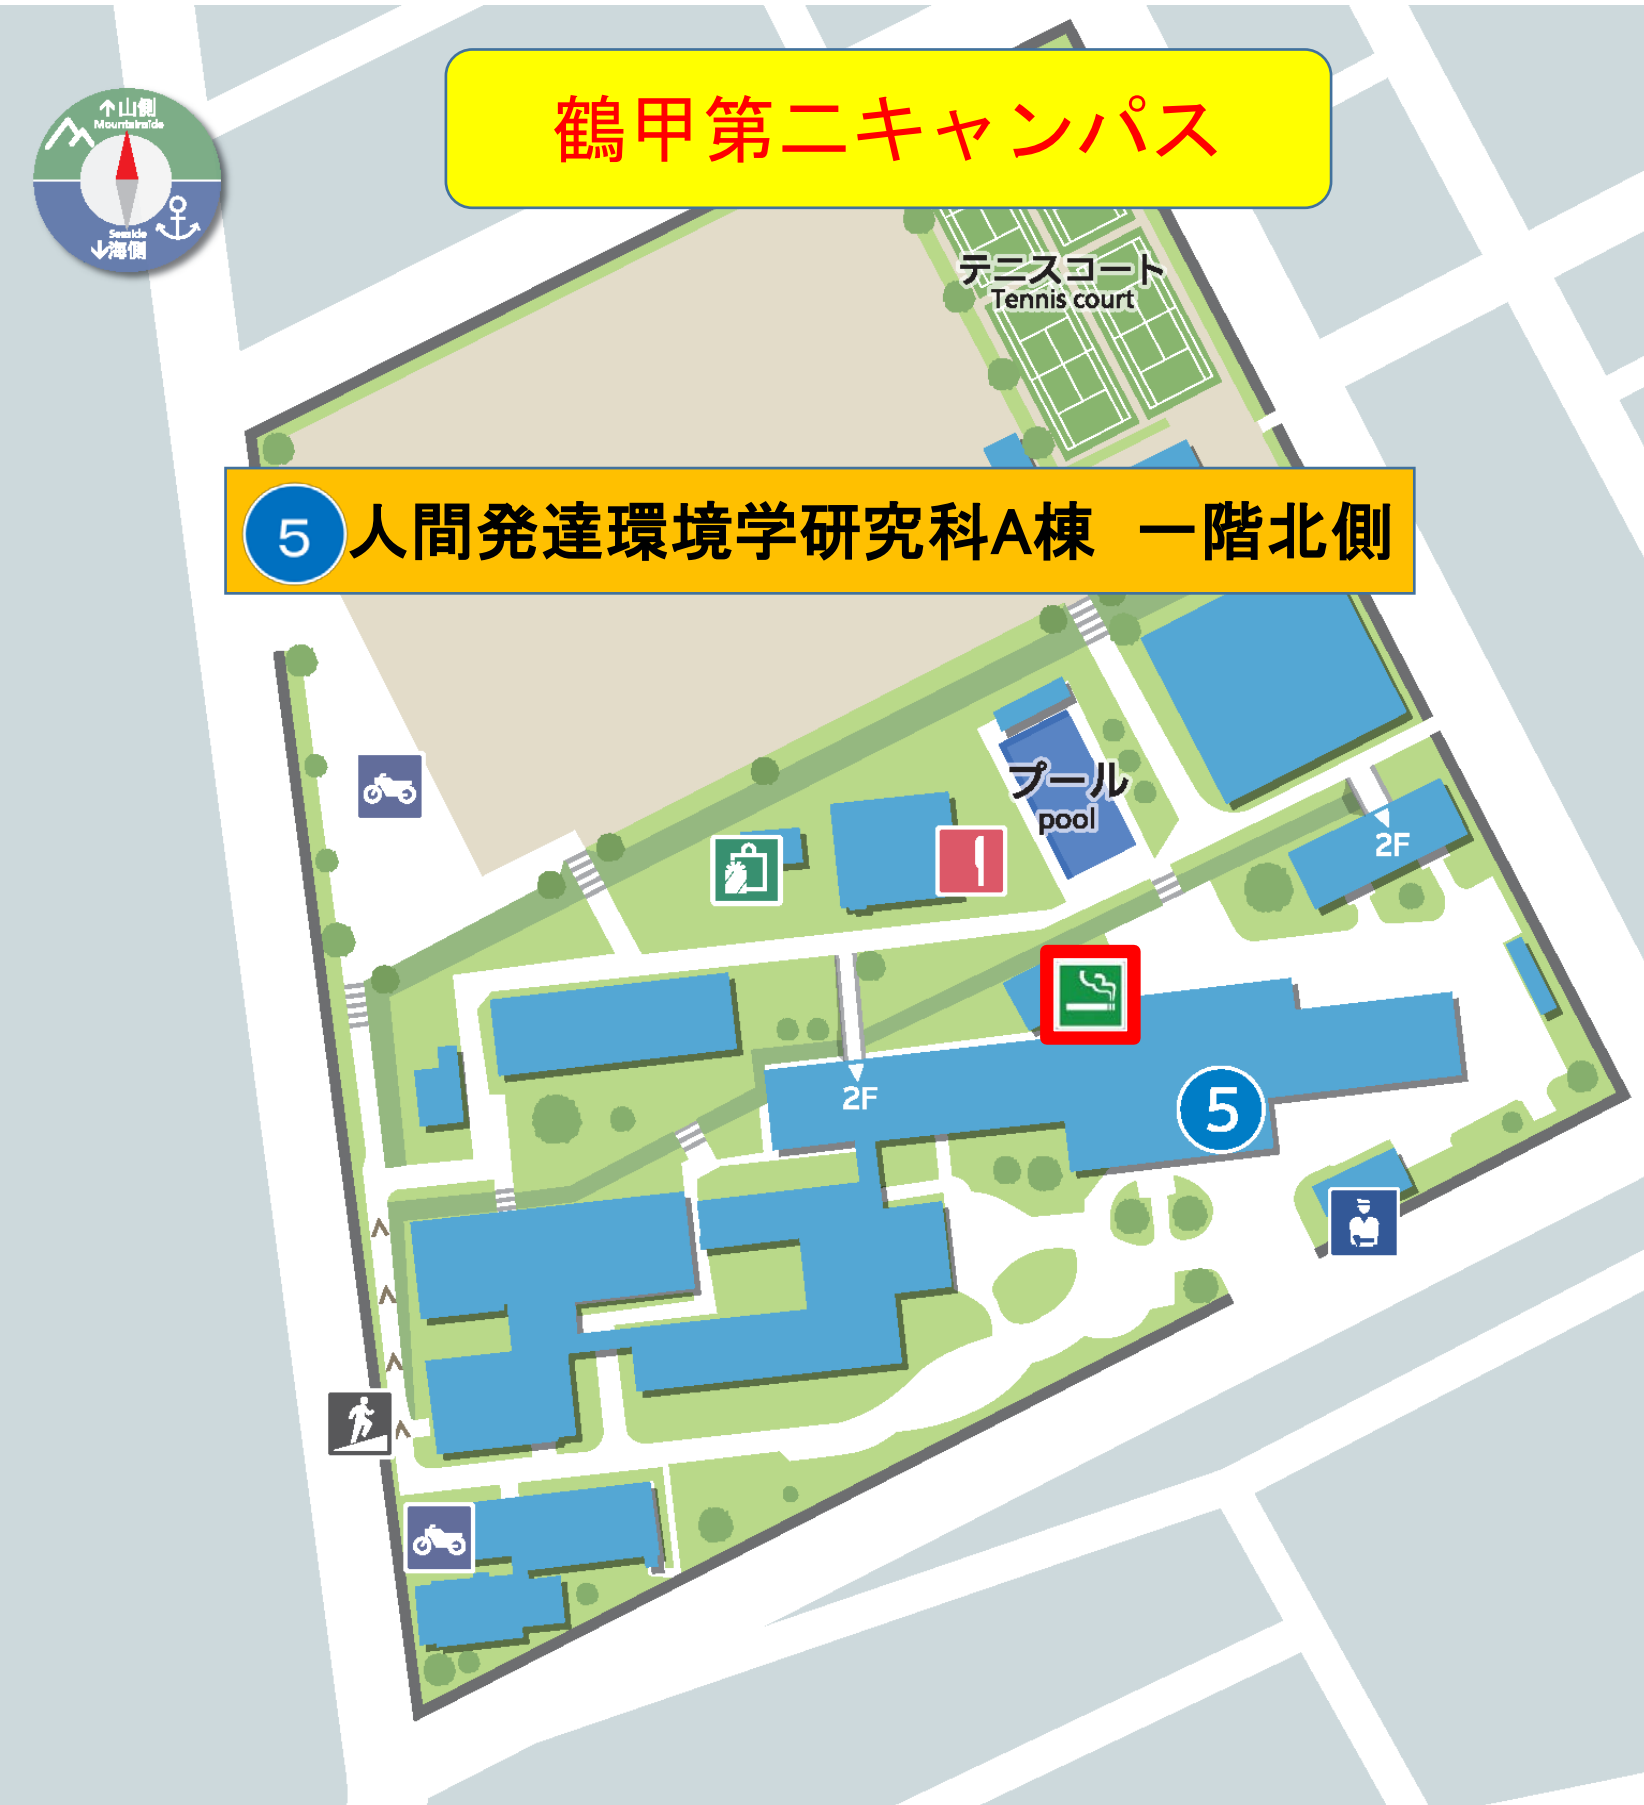 鶴甲第二キャンパス
↑山側
Mountainside
Seaside
↓海側
テニスコート
Tennis court
5 人間発達環境学研究科A棟 一階北側
プール
pool
2F
2F
5